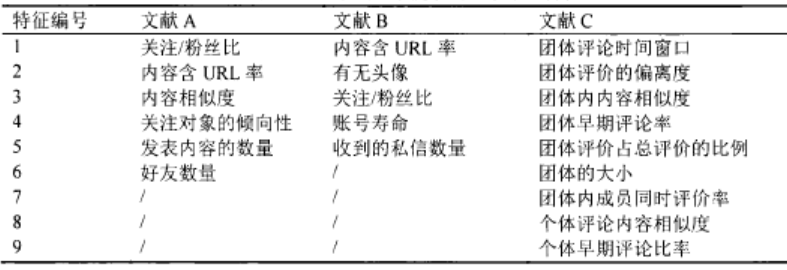 特征编号 文献 A 文献 B 文献 C
1 关注/粉丝比 内容含 URL 率 团体评论时间窗口
2 内容含 URL 率 有无头像 团体评价的偏离度
3 内容相似度 关注/粉丝比 团体内内容相似度
4 关注对象的倾向性 账号寿命 团体早期评论率
5 发表内容的数量 收到的私信数量 团体评价占总评价的比例
6 好友数量 / 团体的大小
7 / / 团体内成员同时评价率
8 / / 个体评论内容相似度
9 / / 个体早期评论比率